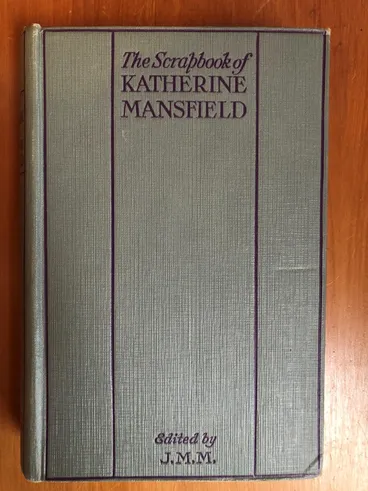 The Scrapbook of
KATHERINE
MANSFIELD
Edited by
J.M.M.